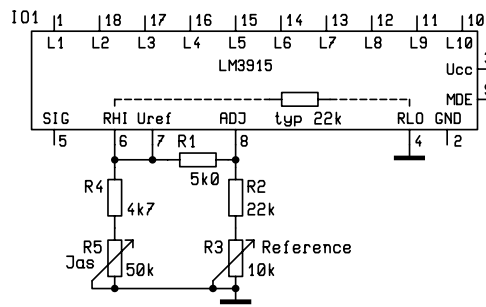 IO1 1 18 17 16 15 14 13 12 11 10
L1 L2 L3 L4 L5 L6 L7 L8 L9 L10
LM3915
Ucc
MDE
typ 22k
SIG RHI Uref ADJ RLO GND
5 6 7 8 4 2
R1
5k0
R4
4k7
R2
22k
R5
Jas
50k
R3
10k
Reference